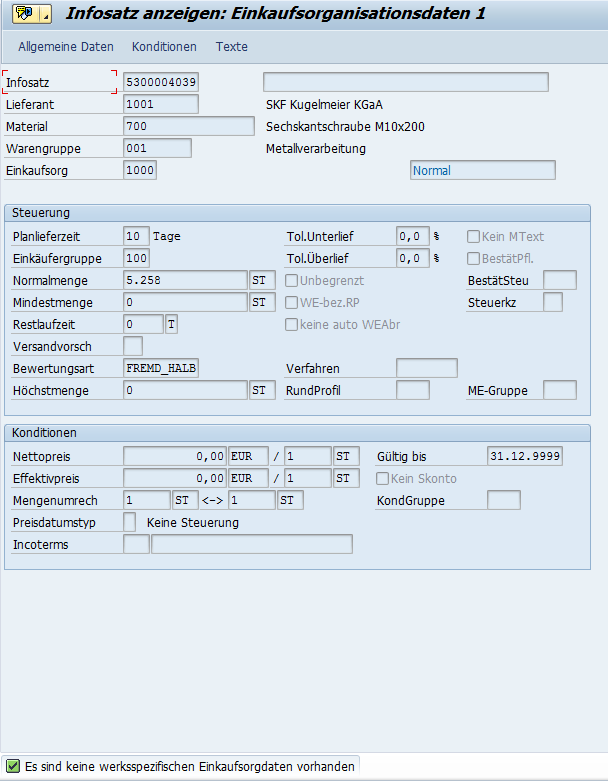 Infosatz anzeigen: Einkaufsorganisationsdaten 1
Allgemeine Daten Konditionen Texte
Infosatz 5300004039
Lieferant 1001 SKF Kugelmeier KGaA
Material 700 Sechskantschraube M10x200
Warengruppe 001 Metallverarbeitung
Einkaufsorg 1000 Normal
Steuerung
Planlieferzeit 10 Tage Tol.Unterlief 0,0 % Kein MText
Einkäufergruppe 100 Tol.Überlief 0,0 % BestätPfl.
Normalmenge 5.258 ST Unbegrenzt BestätSteu
Mindestmenge 0 ST WE-bez.RP Steuerkz
Restlaufzeit 0 T keine auto WEAbr
Versandvorsch
Bewertungsart FREMD_HALB Verfahren
Höchstmenge 0 ST RundProfil ME-Gruppe
Konditionen
Nettopreis 0,00 EUR / 1 ST Gültig bis 31.12.9999
Effektivpreis 0,00 EUR / 1 ST Kein Skonto
Mengenumrech 1 ST <-> 1 ST KondGruppe
Preisdatumstyp Keine Steuerung
Incoterms
Es sind keine werksspezifischen Einkaufsorgdaten vorhanden